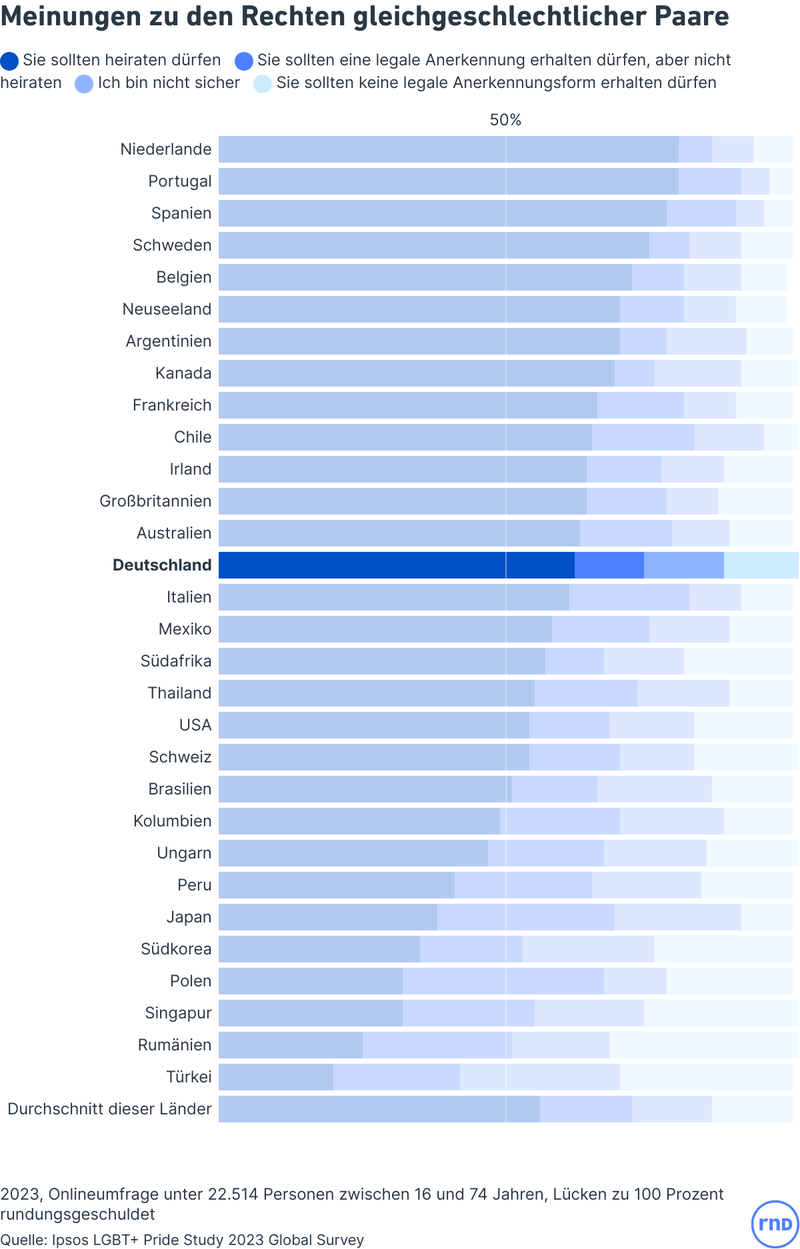 Meinungen zu den Rechten gleichgeschlechtlicher Paare
Sie sollten heiraten dürfen Sie sollten eine legale Anerkennung erhalten dürfen, aber nicht
heiraten Ich bin nicht sicher Sie sollten keine legale Anerkennungsform erhalten dürfen
50%
Niederlande
Portugal
Spanien
Schweden
Belgien
Neuseeland
Argentinien
Kanada
Frankreich
Chile
Irland
Großbritannien
Australien
Deutschland
Italien
Mexiko
Südafrika
Thailand
USA
Schweiz
Brasilien
Kolumbien
Ungarn
Peru
Japan
Südkorea
Polen
Singapur
Rumänien
Türkei
Durchschnitt dieser Länder
2023, Onlineumfrage unter 22.514 Personen zwischen 16 und 74 Jahren, Lücken zu 100 Prozent
rundungsgeschuldet
Quelle: Ipsos LGBT+ Pride Study 2023 Global Survey
rnD